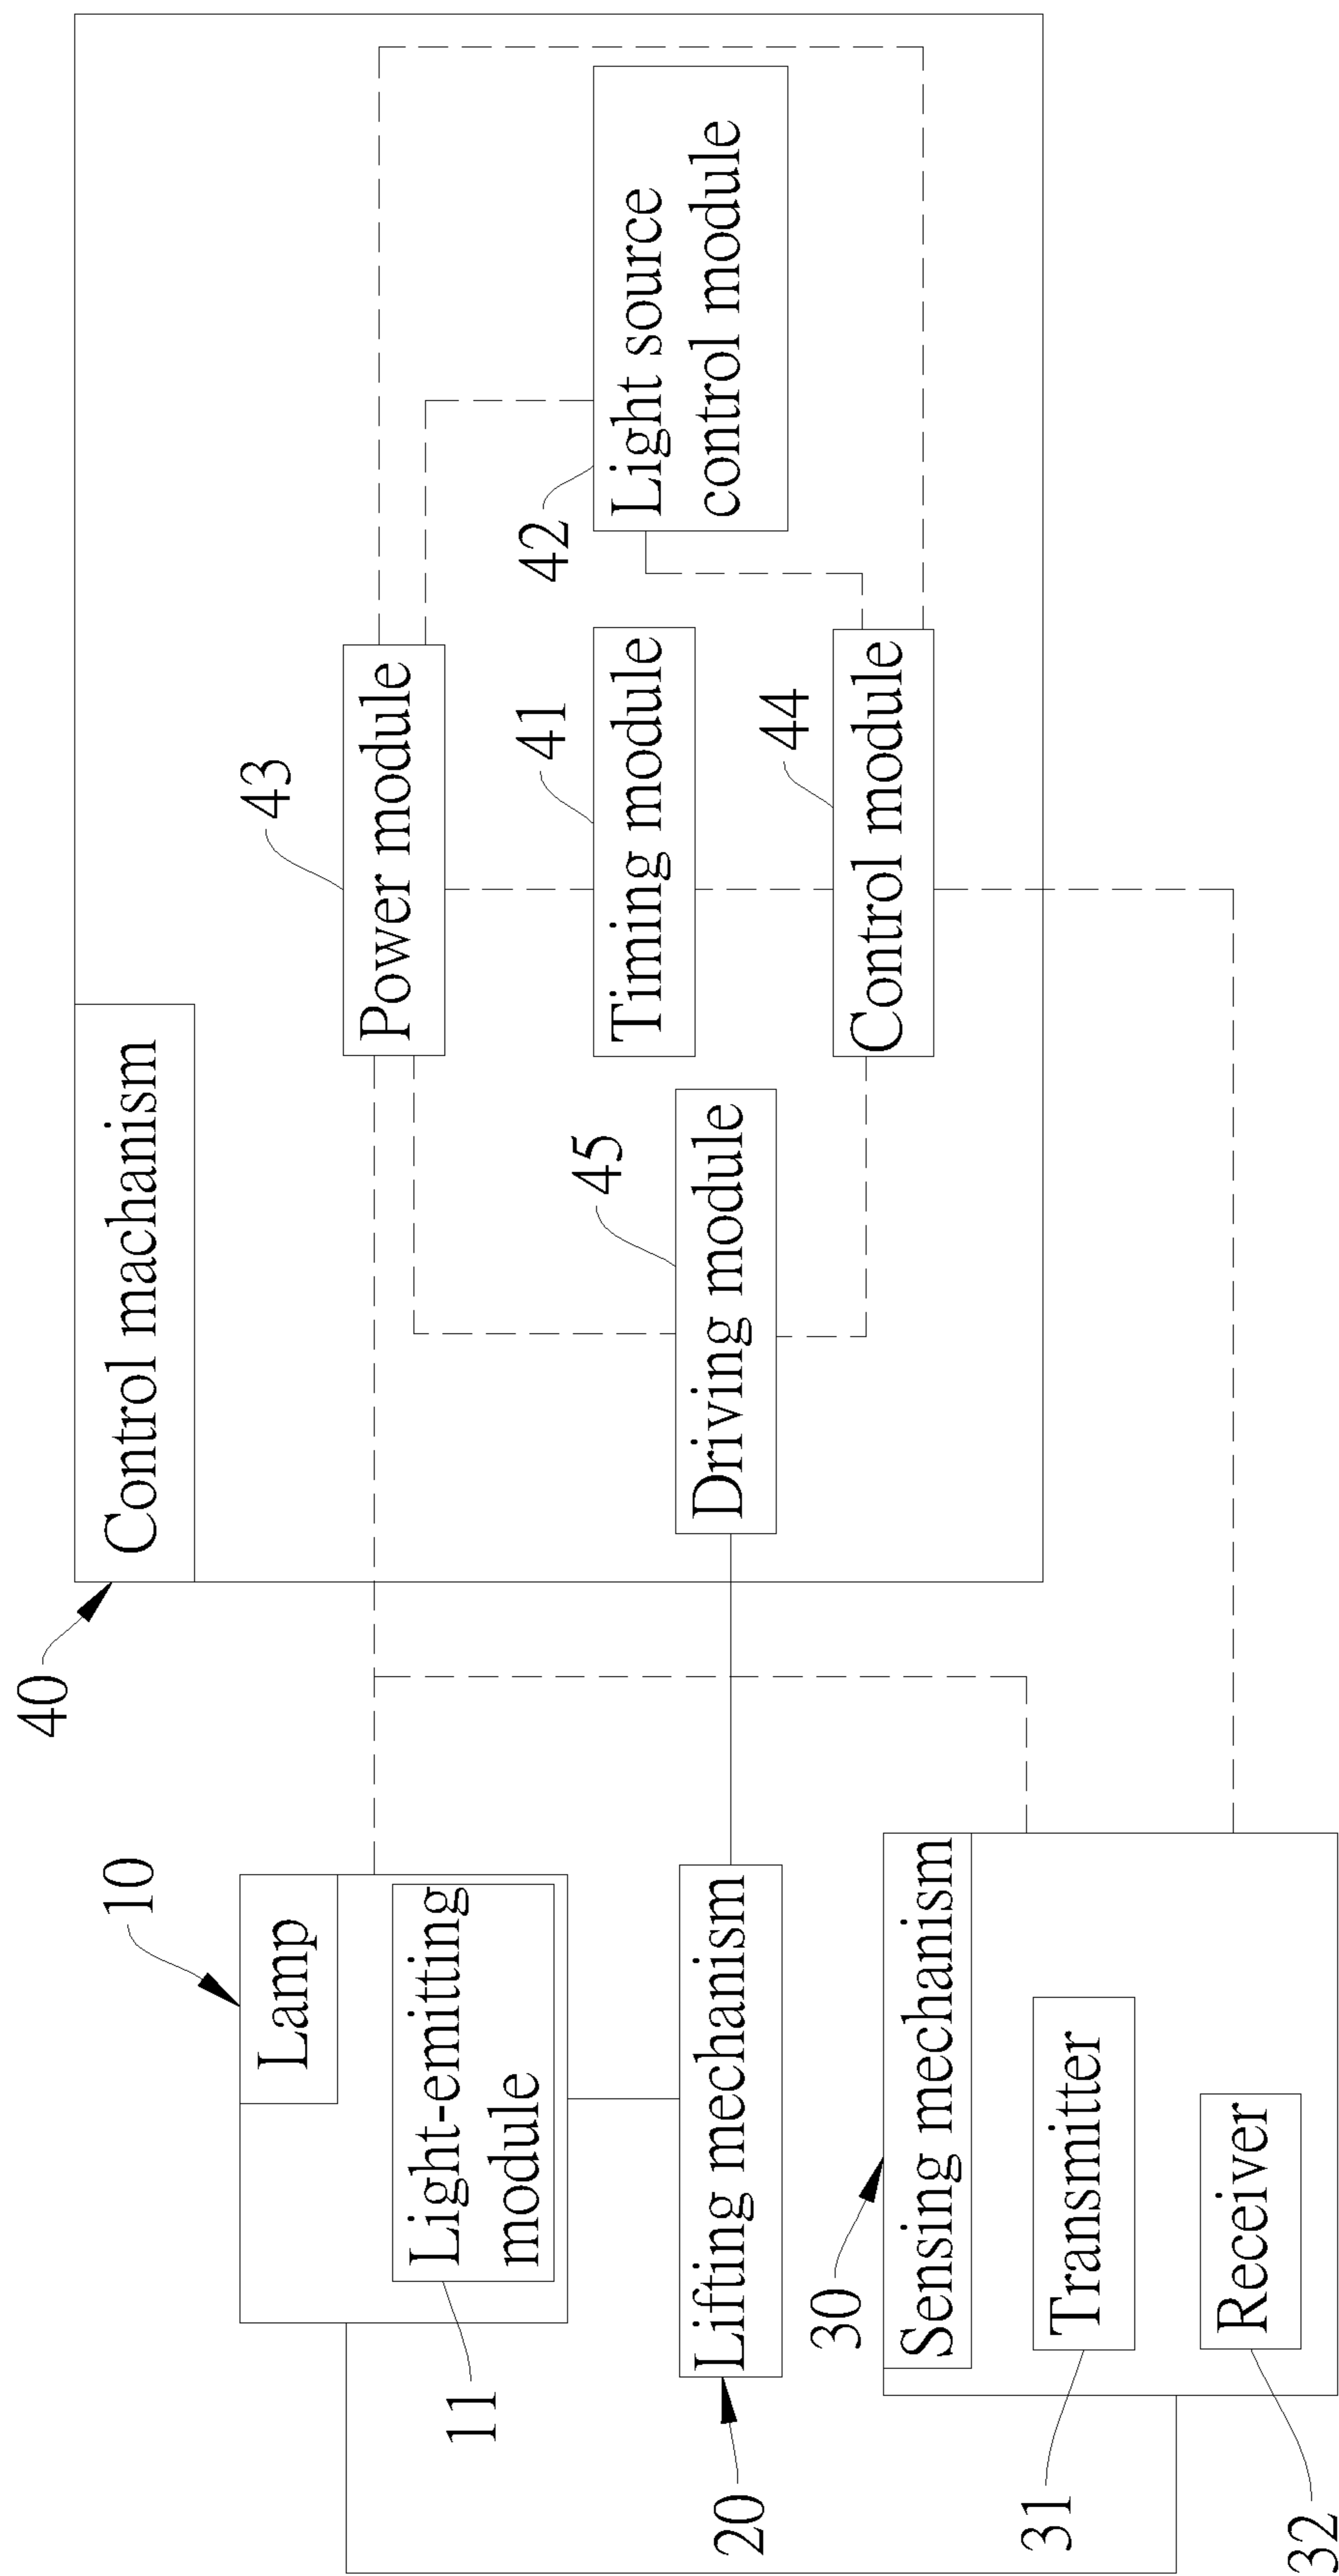 40
Control machanism
43
Power module
41
Timing module
42
Light source
control module
45
Driving module
44
Control module
10
Lamp
11
Light-emitting
module
20
Lifting mechanism
30
Sensing mechanism
31
Transmitter
32
Receiver